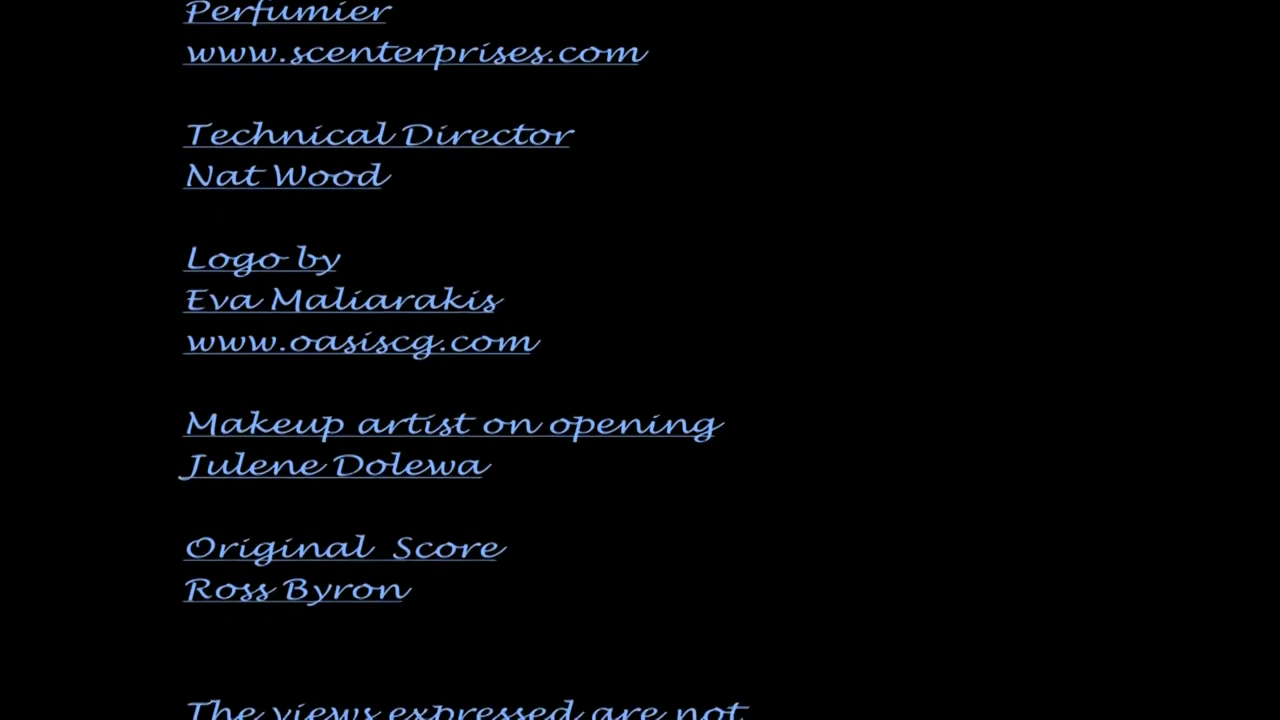 Perfumier
www.scenterprises.com
Technical Director
Nat Wood
Logo by
Eva Maliarakis
www.oasiscg.com
Makeup artist on opening
Julene Dolewa
Original Score
Ross Byron
The views expressed are not